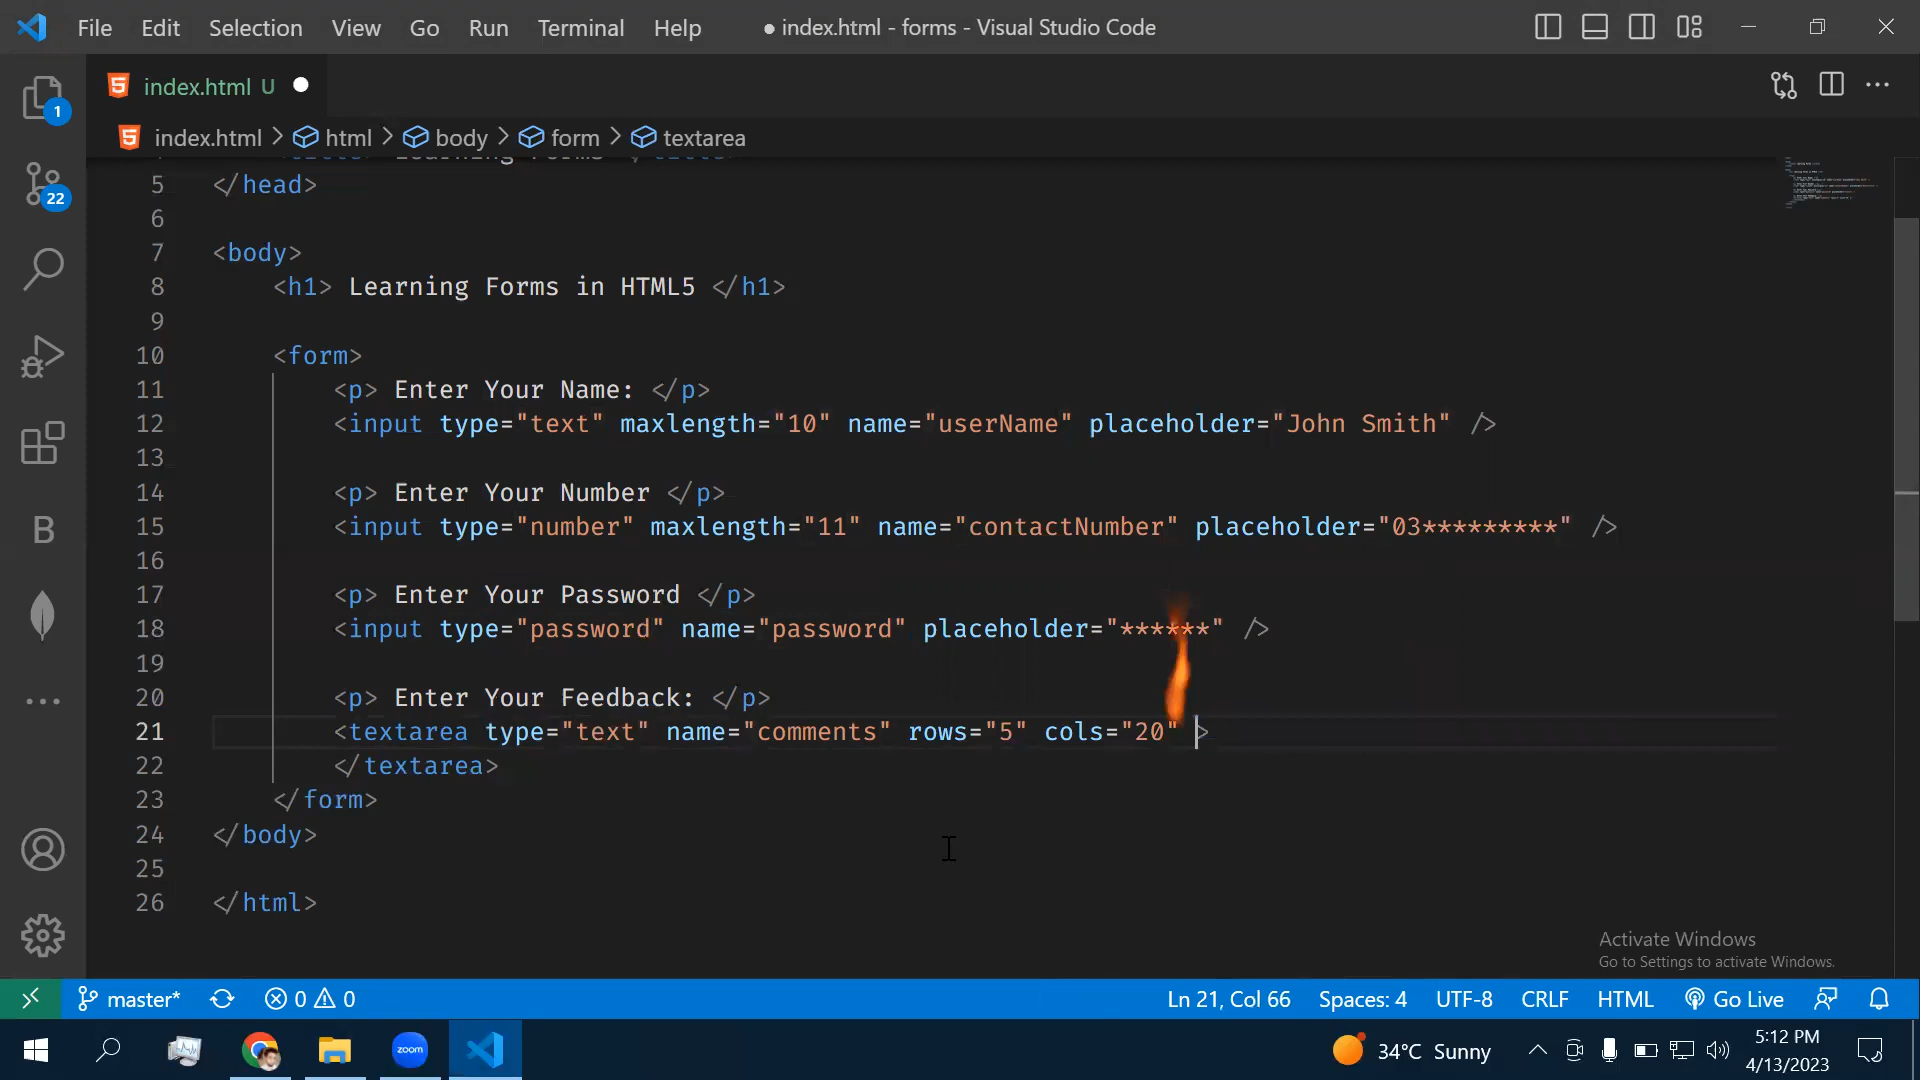 File Edit Selection View Go Run Terminal Help ● index.html - forms - Visual Studio Code
index.html U ●
index.html > html > body > form > textarea
1
22
B
5 </head>
6
7 <body>
8 <h1> Learning Forms in HTML5 </h1>
9
10 <form>
11 <p> Enter Your Name: </p>
12 <input type="text" maxlength="10" name="userName" placeholder="John Smith" />
13
14 <p> Enter Your Number </p>
15 <input type="number" maxlength="11" name="contactNumber" placeholder="03*********" />
16
17 <p> Enter Your Password </p>
18 <input type="password" name="password" placeholder="******" />
19
20 <p> Enter Your Feedback: </p>
21 <textarea type="text" name="comments" rows="5" cols="20" >
22 </textarea>
23 </form>
24 </body>
25
26 </html>
Activate Windows
Go to Settings to activate Windows.
master* 0 0 Ln 21, Col 66 Spaces: 4 UTF-8 CRLF HTML Go Live
zoom 34°C Sunny 5:12 PM
4/13/2023